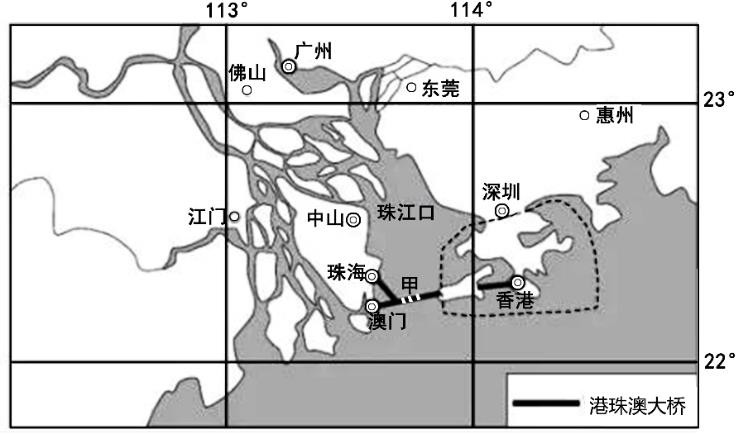 113° 114°
广州
佛山
东莞
23°
惠州
深圳
江门 中山 珠江口
珠海 甲
香港
澳门
22°
港珠澳大桥